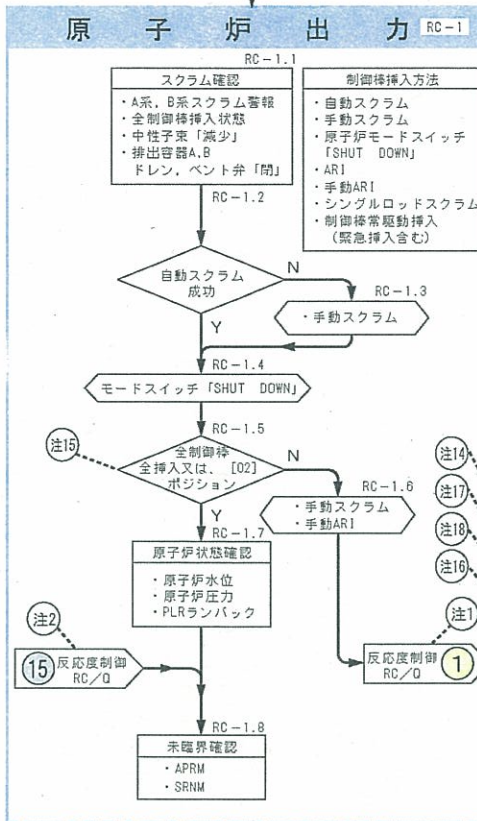 原子炉出力 RC-1
RC-1.1
スクラム確認
・A系,B系スクラム警報
・全制御棒挿入状態
・中性子束「減少」
・排出容器A,B
ドレン,ベント弁「閉」
制御棒挿入方法
・自動スクラム
・手動スクラム
・原子炉モードスイッチ
「SHUT DOWN」
・ARI
・手動ARI
・シングルロッドスクラム
・制御棒常駆動挿入
(緊急挿入含む)
RC-1.2
自動スクラム
成功
N
Y
RC-1.3
・手動スクラム
RC-1.4
モードスイッチ「SHUT DOWN」
RC-1.5
注15
全制御棒
全挿入又は、[02]
ポジション
N
Y
RC-1.6
・手動スクラム
・手動ARI
注14
注17
注18
注16
RC-1.7
原子炉状態確認
・原子炉水位
・原子炉圧力
・PLRランバック
注2
15 反応度制御
RC/Q
注1
反応度制御 1
RC/Q
RC-1.8
未臨界確認
・APRM
・SRNM